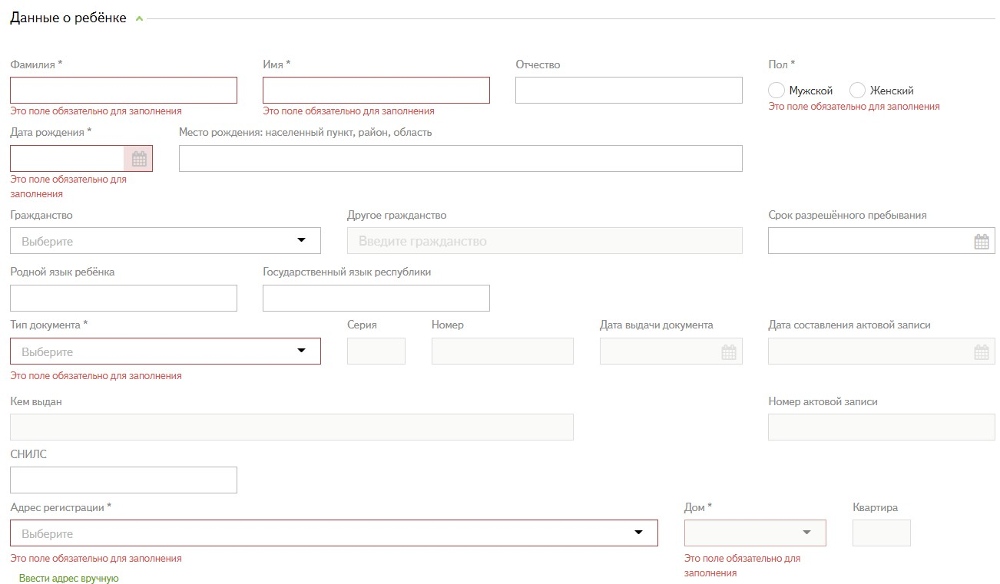 Данные о ребёнке
Фамилия * Имя * Отчество Пол *
Мужской Женский
Это поле обязательно для заполнения Это поле обязательно для заполнения Это поле обязательно для заполнения
Дата рождения * Место рождения: населенный пункт, район, область
Это поле обязательно для
заполнения
Гражданство Другое гражданство Срок разрешённого пребывания
Выберите Введите гражданство
Родной язык ребёнка Государственный язык республики
Тип документа * Серия Номер Дата выдачи документа Дата составления актовой записи
Выберите
Это поле обязательно для заполнения
Кем выдан Номер актовой записи
СНИЛС
Адрес регистрации * Дом * Квартира
Выберите
Это поле обязательно для заполнения Это поле обязательно для
заполнения
Ввести адрес вручную